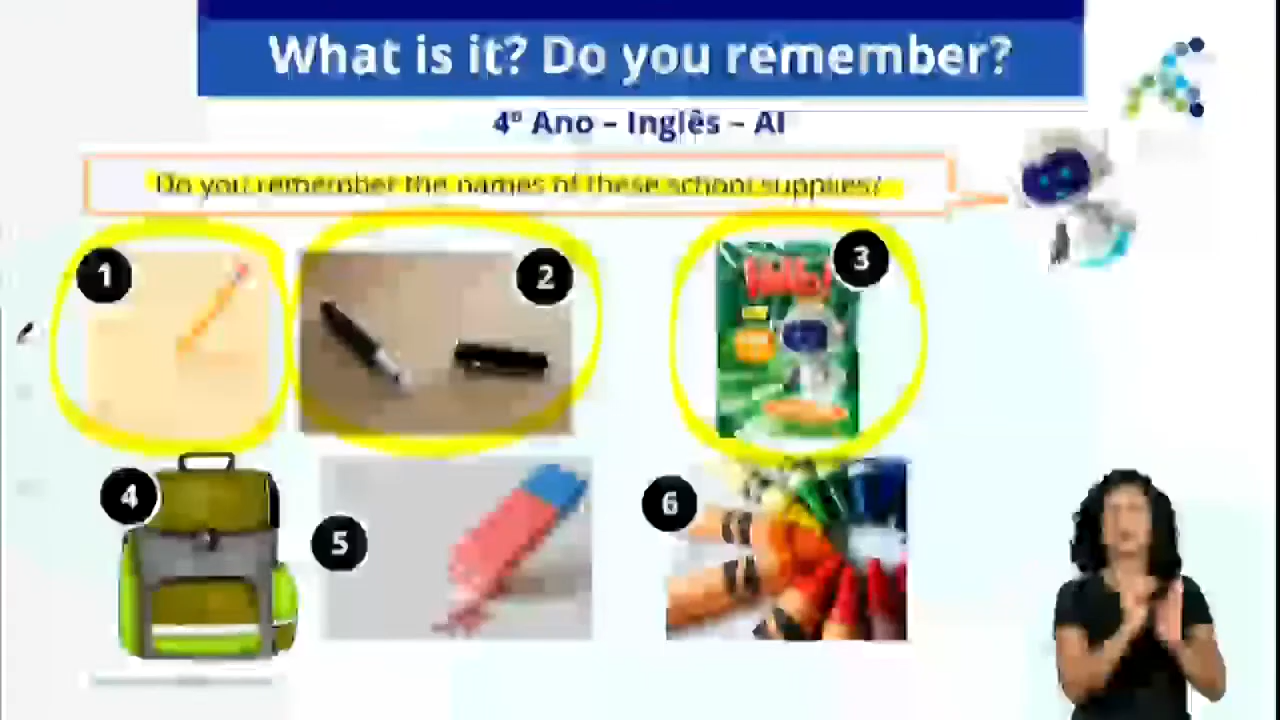 What is it? Do you remember?
4º Ano – Inglês – AI
Do you remember the names of these school supplies?
1
2
3
4
5
6